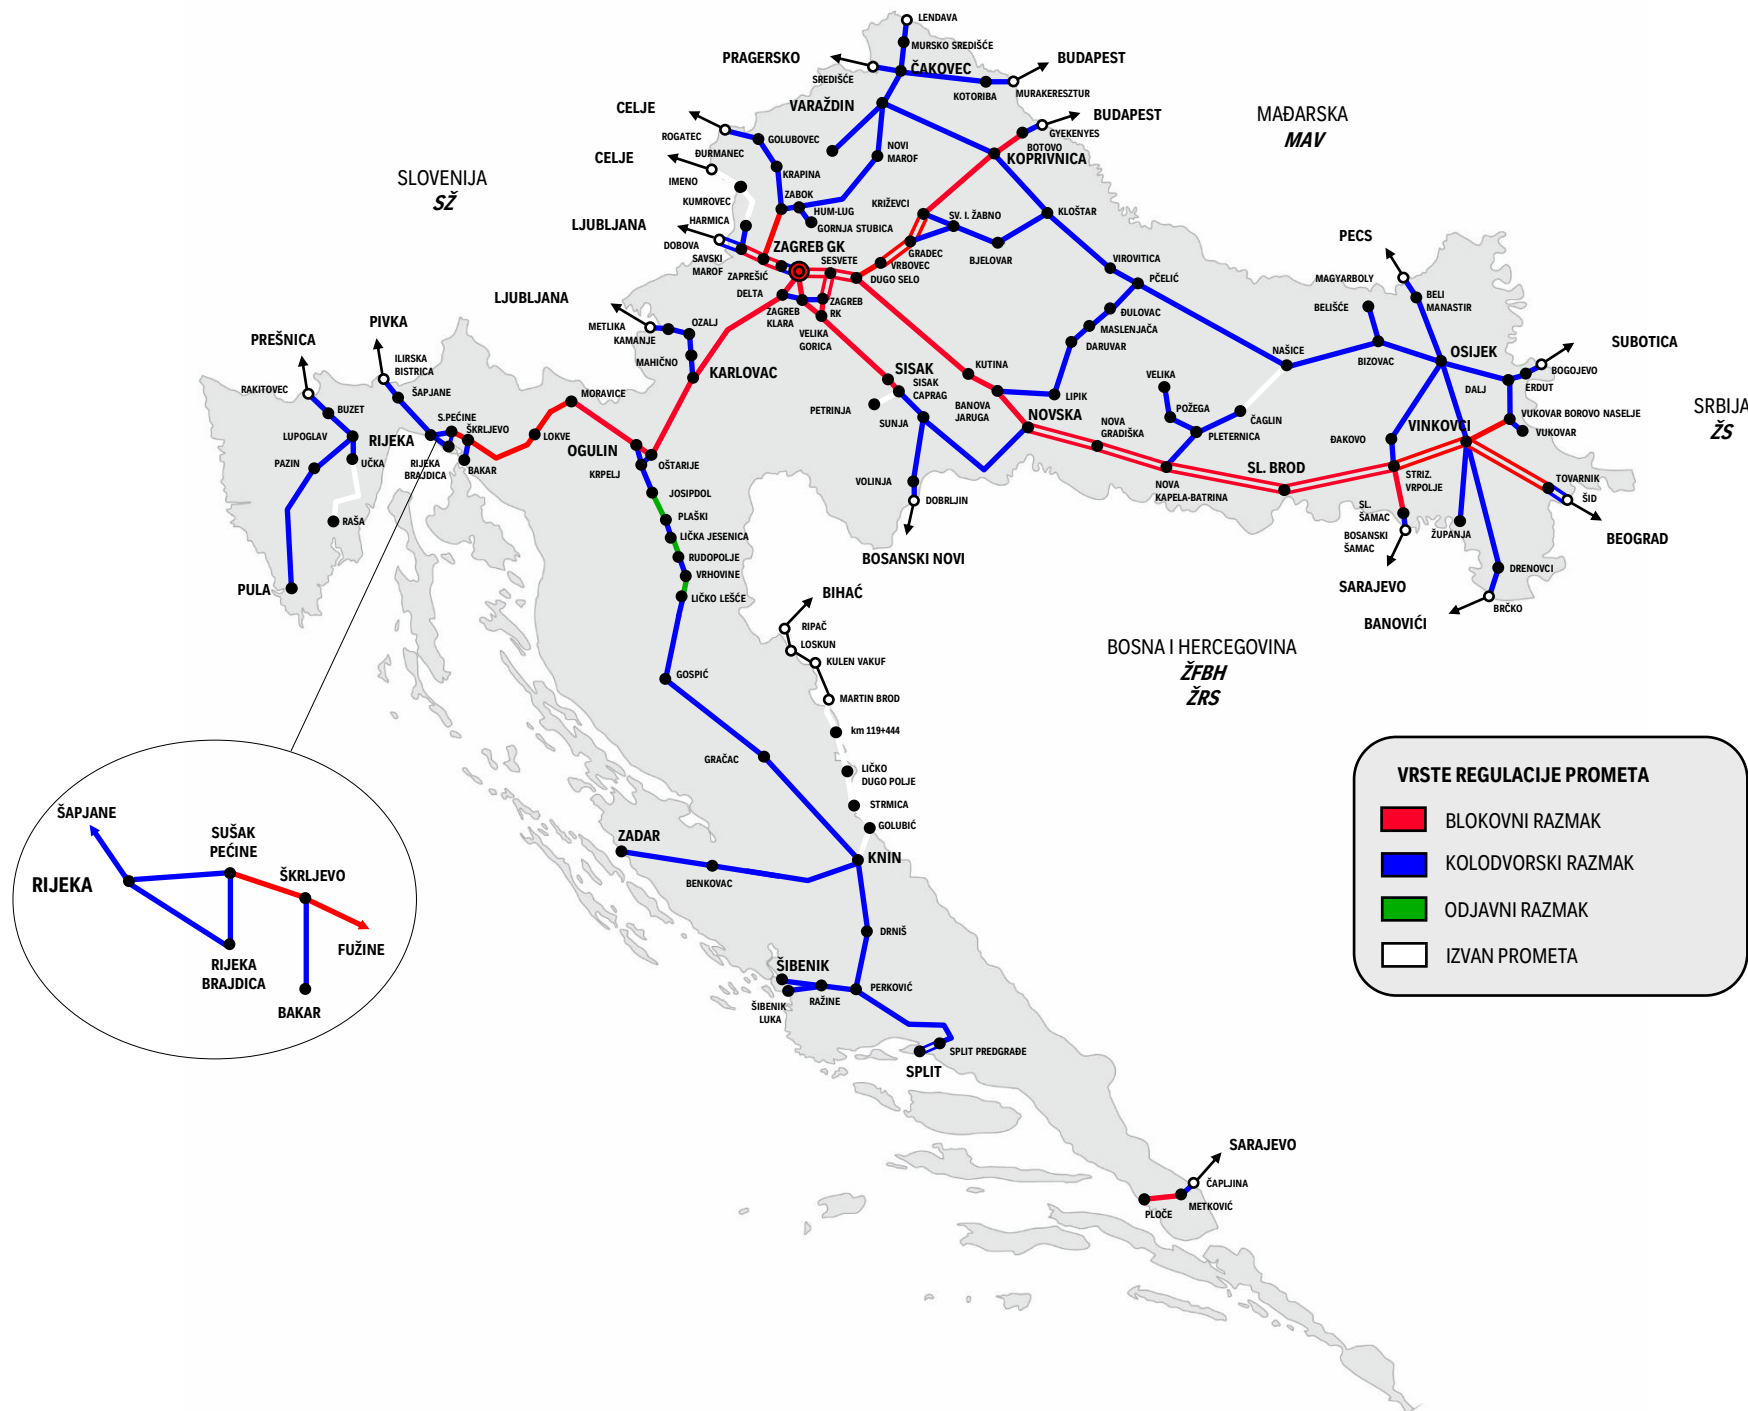 LENDAVA
MURSKO SREDIŠĆE
PRAGERSKO
ČAKOVEC
BUDAPEST
SREDIŠĆE
KOTORIBA
MURAKERESZTUR
CELJE
VARAŽDIN
BUDAPEST
MAĐARSKA
MAV
ROGATEC
GOLUBOVEC
GYEKENYES
BOTOVO
ĐURMANEC
NOVI
MAROF
KOPRIVNICA
CELJE
SLOVENIJA
SŽ
IMENO
KRAPINA
KUMROVEC
ZABOK
KRIŽEVCI
HUM-LUG
SV. I. ŽABNO
KLOŠTAR
HARMICA
GORNJA STUBICA
LJUBLJANA
DOBOVA
ZAGREB GK
GRADEC
PECS
SAVSKI
MAROF
SESVETE
VRBOVEC
BJELOVAR
VIROVITICA
ZAPREŠIĆ
DUGO SELO
PČELIĆ
MAGYARBOLY
DELTA
ZAGREB
RK
BELI
MANASTIR
LJUBLJANA
ZAGREB
KLARA
BELIŠĆE
ĐULOVAC
PIVKA
METLIKA
OZALJ
VELIKA
GORICA
MASLENJAČA
SUBOTICA
PREŠNICA
KAMANJE
DARUVAR
ILIRSKA
BISTRICA
MAHIČNO
KARLOVAC
SISAK
KUTINA
NAŠICE
BIZOVAC
OSIJEK
BOGOJEVO
RAKITOVEC
ŠAPJANE
MORAVICE
SISAK
CAPRAG
VELIKA
DALJ
ERDUT
BUZET
PETRINJA
BANOVA
JARUGA
LIPIK
POŽEGA
SRBIJA
ŽS
S.PEĆINE
ŠKRLJEVO
SUNJA
NOVSKA
NOVA
GRADIŠKA
ČAGLIN
VUKOVAR BOROVO NASELJE
LUPOGLAV
RIJEKA
LOKVE
PLETERNICA
ĐAKOVO
VINKOVCI
VUKOVAR
PAZIN
UČKA
RIJEKA
BRAJDICA
BAKAR
OGULIN
OŠTARIJE
KRPELJ
SL. BROD
VOLINJA
NOVA
KAPELA-BATRINA
STRIZ.
VRPOLJE
TOVARNIK
ŠID
JOSIPDOL
DOBRLJIN
SL.
ŠAMAC
RAŠA
PLAŠKI
BOSANSKI
ŠAMAC
ŽUPANJA
BEOGRAD
LIČKA JESENICA
BOSANSKI NOVI
RUDOPOLJE
VRHOVINE
DRENOVCI
PULA
LIČKO LEŠĆE
BIHAĆ
SARAJEVO
BRČKO
BANOVIĆI
RIPAČ
LOSKUN
BOSNA I HERCEGOVINA
ŽFBH
ŽRS
KULEN VAKUF
GOSPIĆ
MARTIN BROD
km 119+444
GRAČAC
LIČKO
DUGO POLJE
STRMICA
GOLUBIĆ
ZADAR
KNIN
BENKOVAC
DRNIŠ
ŠIBENIK
PERKOVIĆ
RAŽINE
ŠIBENIK
LUKA
SPLIT PREDGRAĐE
SPLIT
SARAJEVO
ČAPLJINA
METKOVIĆ
PLOČE
ŠAPJANE
SUŠAK
PEĆINE
RIJEKA
ŠKRLJEVO
FUŽINE
RIJEKA
BRAJDICA
BAKAR
VRSTE REGULACIJE PROMETA
BLOKOVNI RAZMAK
KOLODVORSKI RAZMAK
ODJAVNI RAZMAK
IZVAN PROMETA